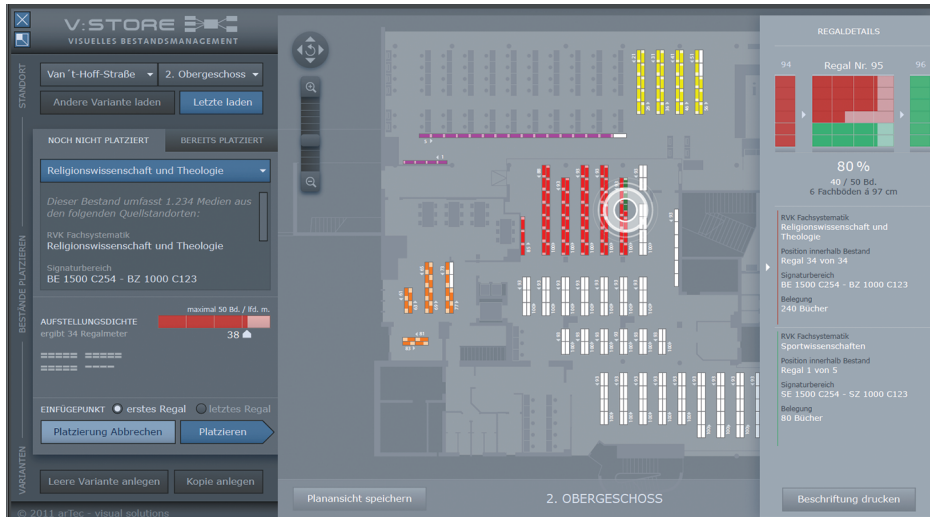 V:STORE
VISUELLES BESTANDSMANAGEMENT
STANDORT
Van´t-Hoff-Straße
2. Obergeschoss
Andere Variante laden
Letzte laden
BESTÄNDE PLATZIEREN
NOCH NICHT PLATZIERT
BEREITS PLATZIERT
Religionswissenschaft und Theologie
Dieser Bestand umfasst 1.234 Medien aus
den folgenden Quellstandorten:
RVK Fachsystematik
Religionswissenschaft und Theologie
Signaturbereich
BE 1500 C254 - BZ 1000 C123
maximal 50 Bd. / lfd. m.
AUFSTELLUNGSDICHTE
ergibt 34 Regalmeter
38
EINFÜGEPUNKT
erstes Regal
letztes Regal
Platzierung Abbrechen
Platzieren
VARIANTEN
Leere Variante anlegen
Kopie anlegen
© 2011 arTec - visual solutions
Planansicht speichern
2. OBERGESCHOSS
REGALDETAILS
94
Regal Nr. 95
96
80 %
40 / 50 Bd.
6 Fachböden á 97 cm
RVK Fachsystematik
Religionswissenschaft und
Theologie
Position innerhalb Bestand
Regal 34 von 34
Signaturbereich
BE 1500 C254 - BZ 1000 C123
Belegung
240 Bücher
RVK Fachsystematik
Sportwissenschaften
Position innerhalb Bestand
Regal 1 von 5
Signaturbereich
SE 1500 C254 - SZ 1000 C123
Belegung
80 Bücher
Beschriftung drucken